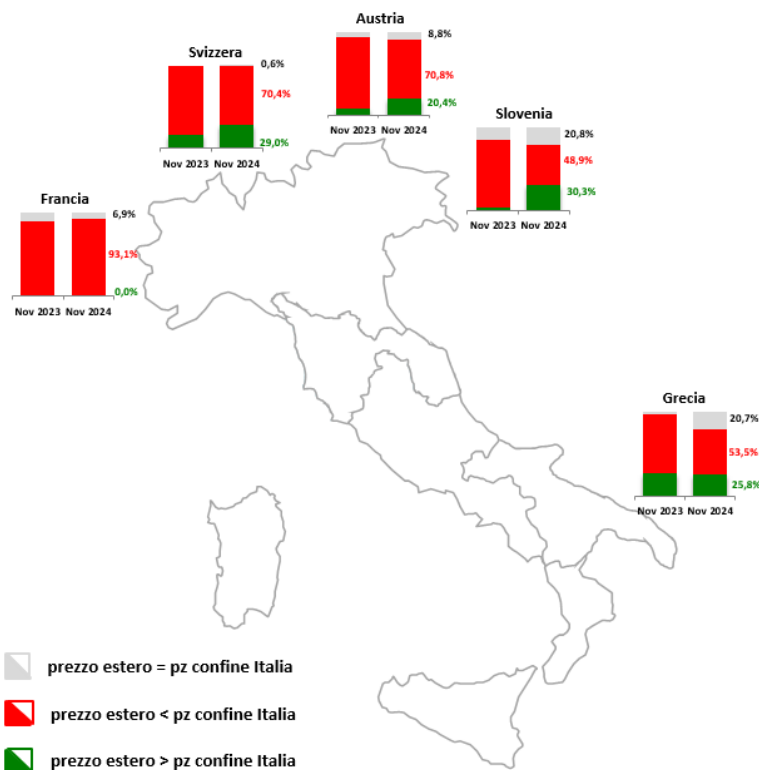 Austria
8,8%
70,8%
20,4%
Nov 2023 Nov 2024
Svizzera
0,6%
70,4%
29,0%
Nov 2023 Nov 2024
Slovenia
20,8%
48,9%
30,3%
Nov 2023 Nov 2024
Francia
6,9%
93,1%
0,0%
Nov 2023 Nov 2024
Grecia
20,7%
53,5%
25,8%
Nov 2023 Nov 2024
prezzo estero = pz confine Italia
prezzo estero < pz confine Italia
prezzo estero > pz confine Italia